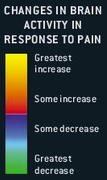 CHANGES IN BRAIN
ACTIVITY IN
RESPONSE TO PAIN
Greatest
increase
Some increase
Some decrease
Greatest
decrease